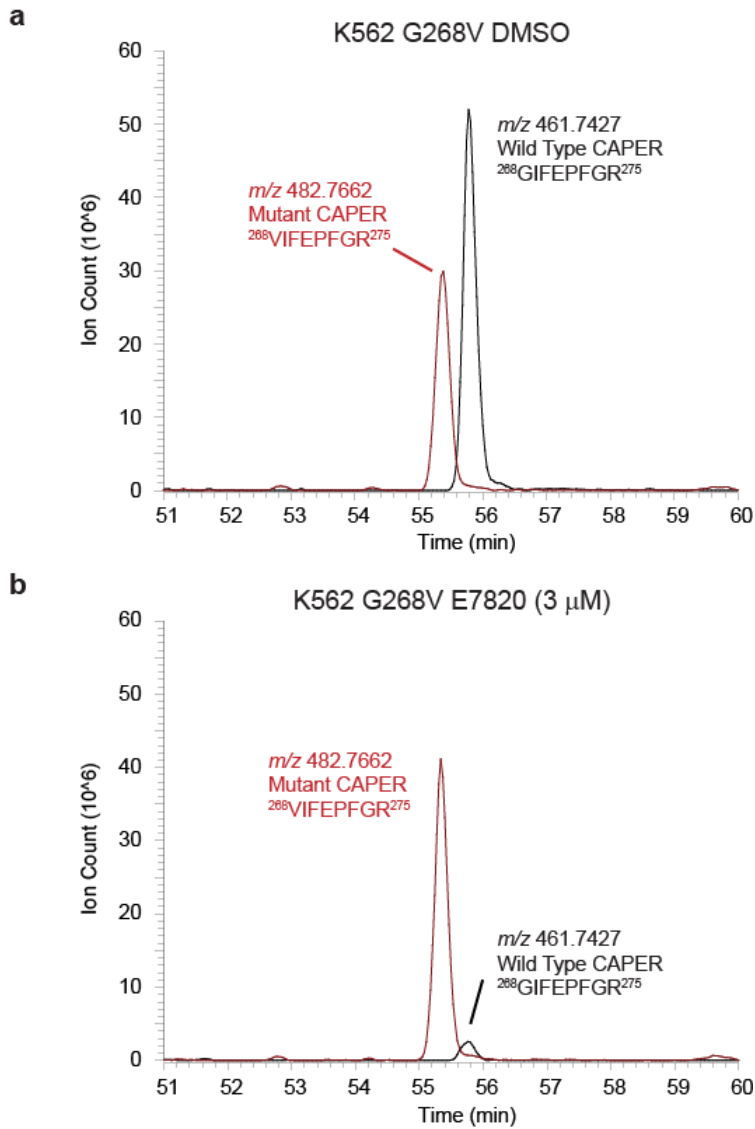 a
K562 G268V DMSO
60
50
40
30
20
10
0
Ion Count (10^6)
m/z 461.7427
Wild Type CAPER
²⁶⁸GIFEPFGR²⁷⁵
m/z 482.7662
Mutant CAPER
²⁶⁸VIFEPFGR²⁷⁵
51 52 53 54 55 56 57 58 59 60
Time (min)
b
K562 G268V E7820 (3 μM)
60
50
40
30
20
10
0
Ion Count (10^6)
m/z 482.7662
Mutant CAPER
²⁶⁸VIFEPFGR²⁷⁵
m/z 461.7427
Wild Type CAPER
²⁶⁸GIFEPFGR²⁷⁵
51 52 53 54 55 56 57 58 59 60
Time (min)